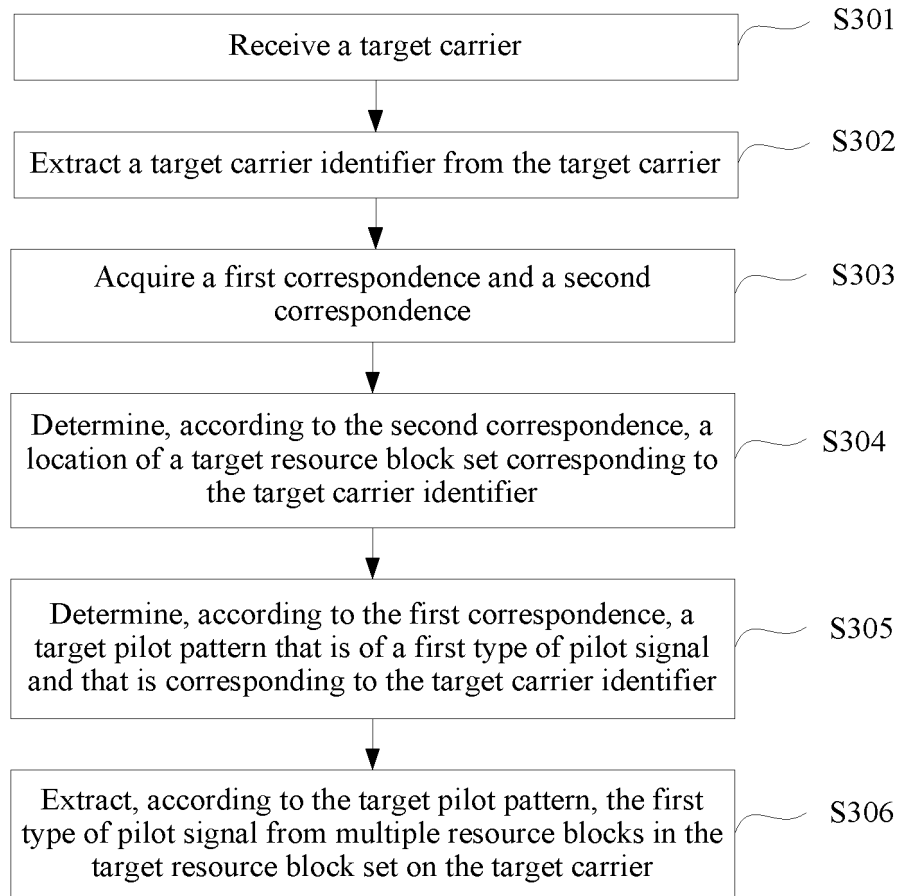 Receive a target carrier
S301
Extract a target carrier identifier from the target carrier
S302
Acquire a first correspondence and a second
correspondence
S303
Determine, according to the second correspondence, a
location of a target resource block set corresponding to
the target carrier identifier
S304
Determine, according to the first correspondence, a
target pilot pattern that is of a first type of pilot signal
and that is corresponding to the target carrier identifier
S305
Extract, according to the target pilot pattern, the first
type of pilot signal from multiple resource blocks in the
target resource block set on the target carrier
S306